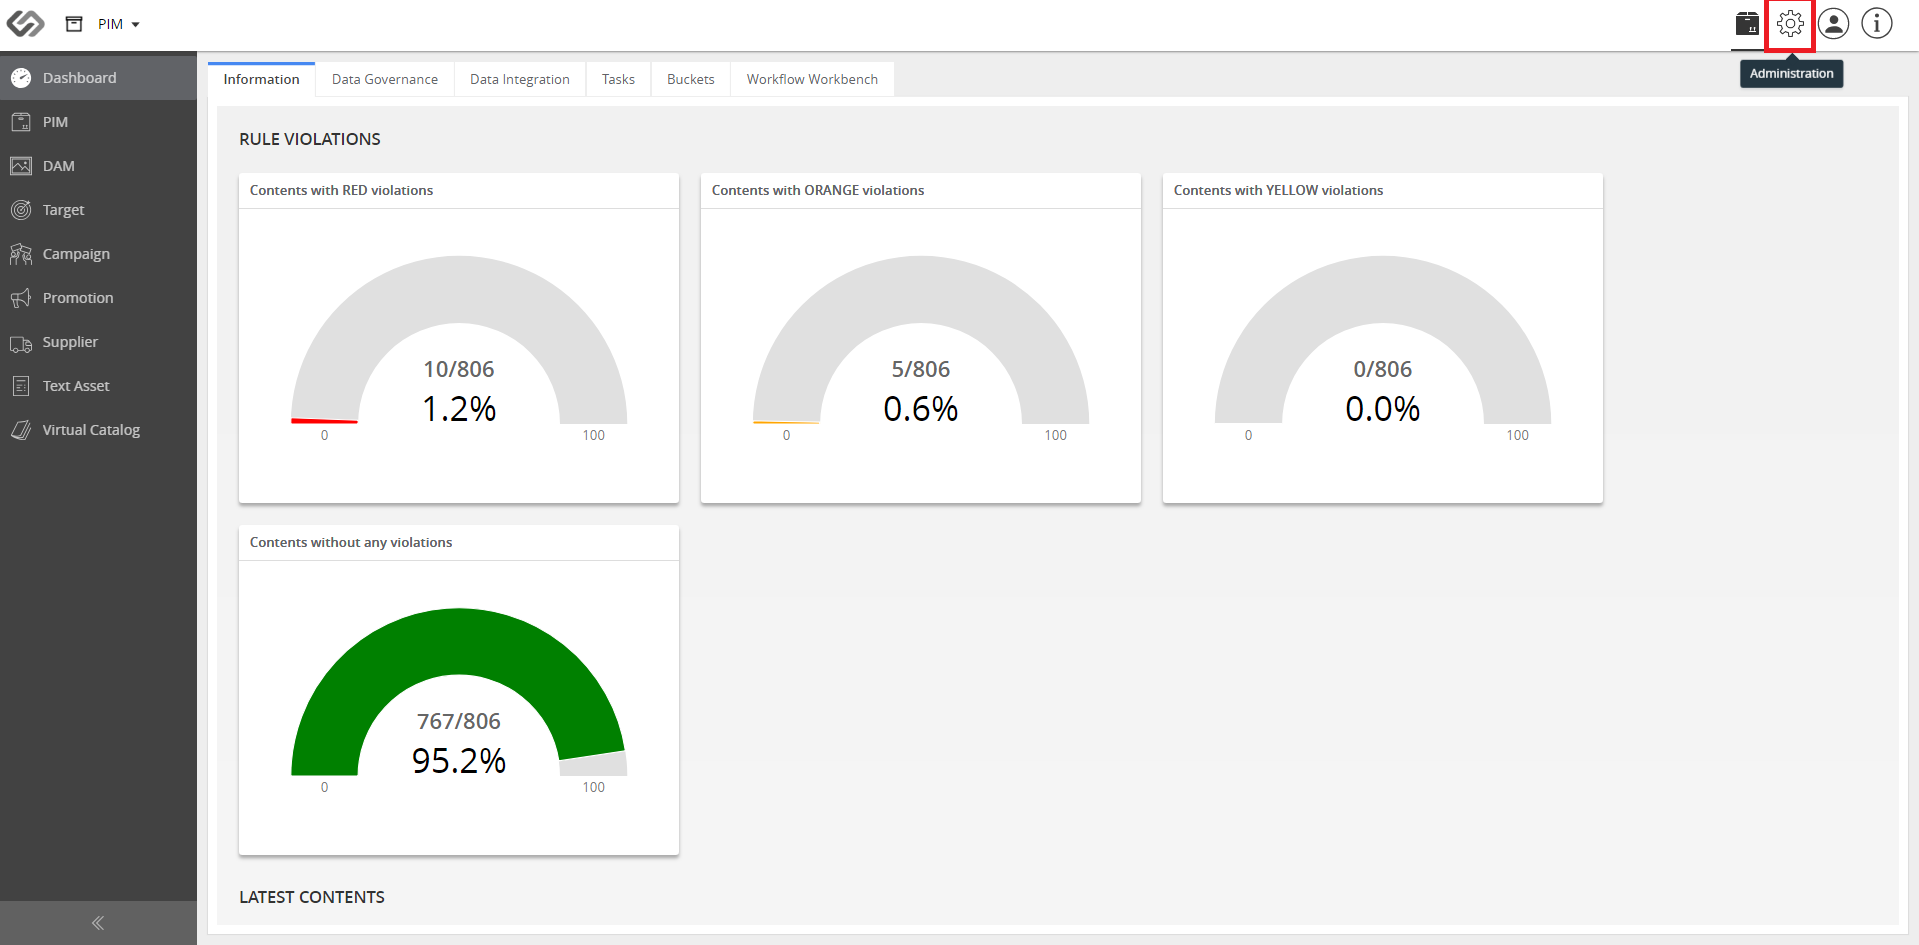 PIM
Administration
Dashboard
PIM
DAM
Target
Campaign
Promotion
Supplier
Text Asset
Virtual Catalog
Information
Data Governance
Data Integration
Tasks
Buckets
Workflow Workbench
RULE VIOLATIONS
Contents with RED violations
10/806
1.2%
0
100
Contents with ORANGE violations
5/806
0.6%
0
100
Contents with YELLOW violations
0/806
0.0%
0
100
Contents without any violations
767/806
95.2%
0
100
LATEST CONTENTS